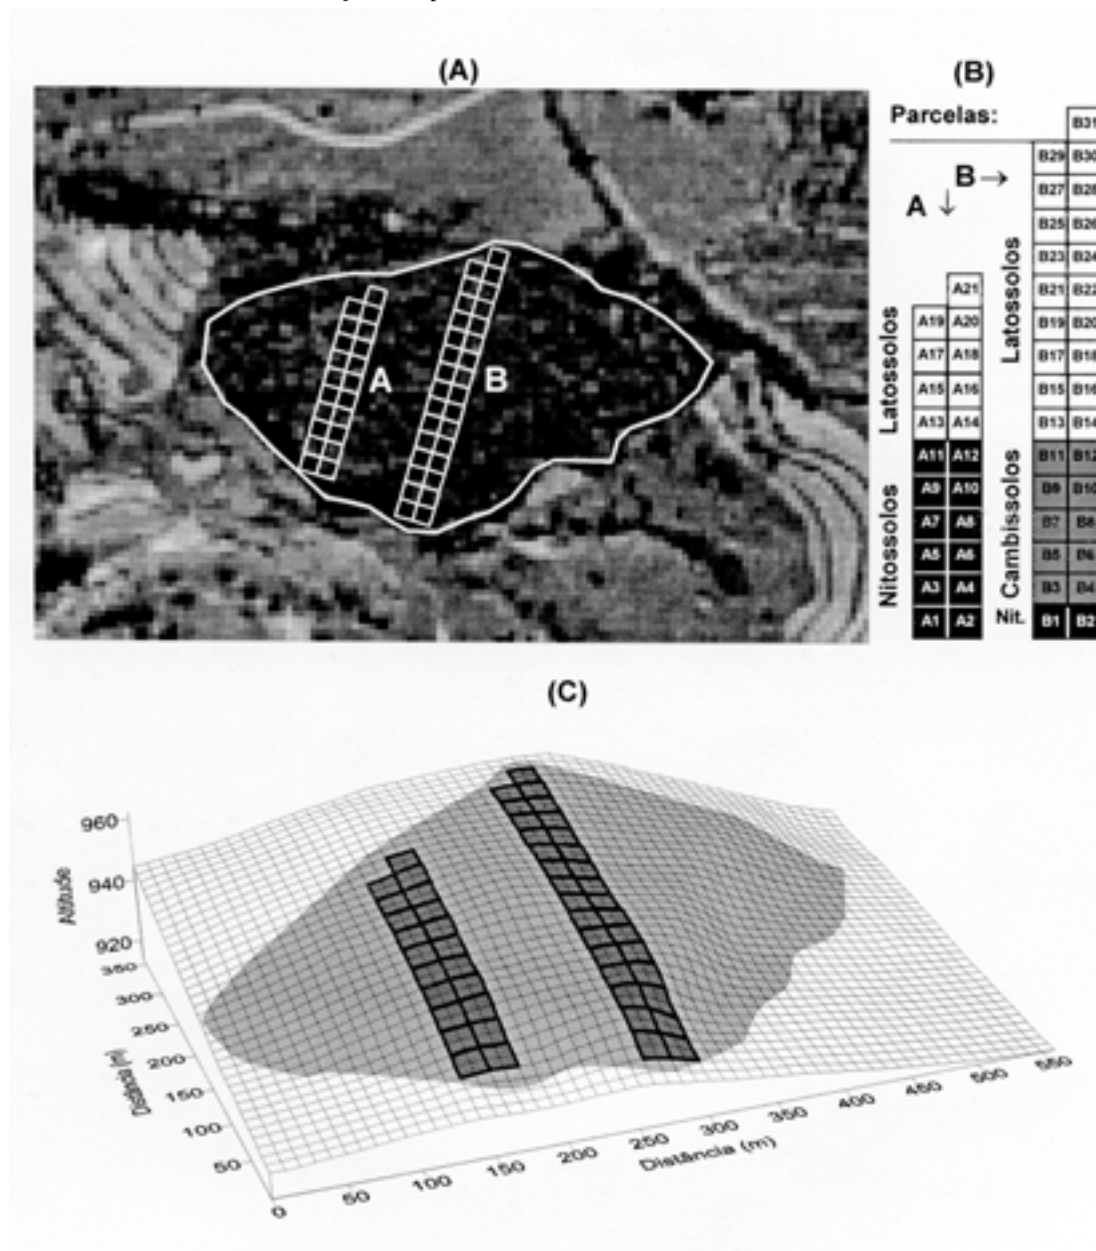 (A)
(B)
Parcelas:
B31
B29 B30
B →
B27 B28
A ↓
B25 B26
B23 B24
A21 B21 B22
A19 A20 B19 B20
A17 A18 B17 B18
A15 A16 B15 B16
A13 A14 B13 B14
A11 A12 B11 B12
A9 A10 B9 B10
A7 A8 B7 B8
A5 A6 B5 B6
A3 A4 B3 B4
A1 A2 Nit. B1 B2
Latossolos
Nitossolos
Latossolos
Cambissolos
A
B
(C)
960
940
920
Altitude
350
300
250
200
150
100
50
Distância (m)
0
50
100
150
200
250
300
350
400
450
500
550
Distância (m)